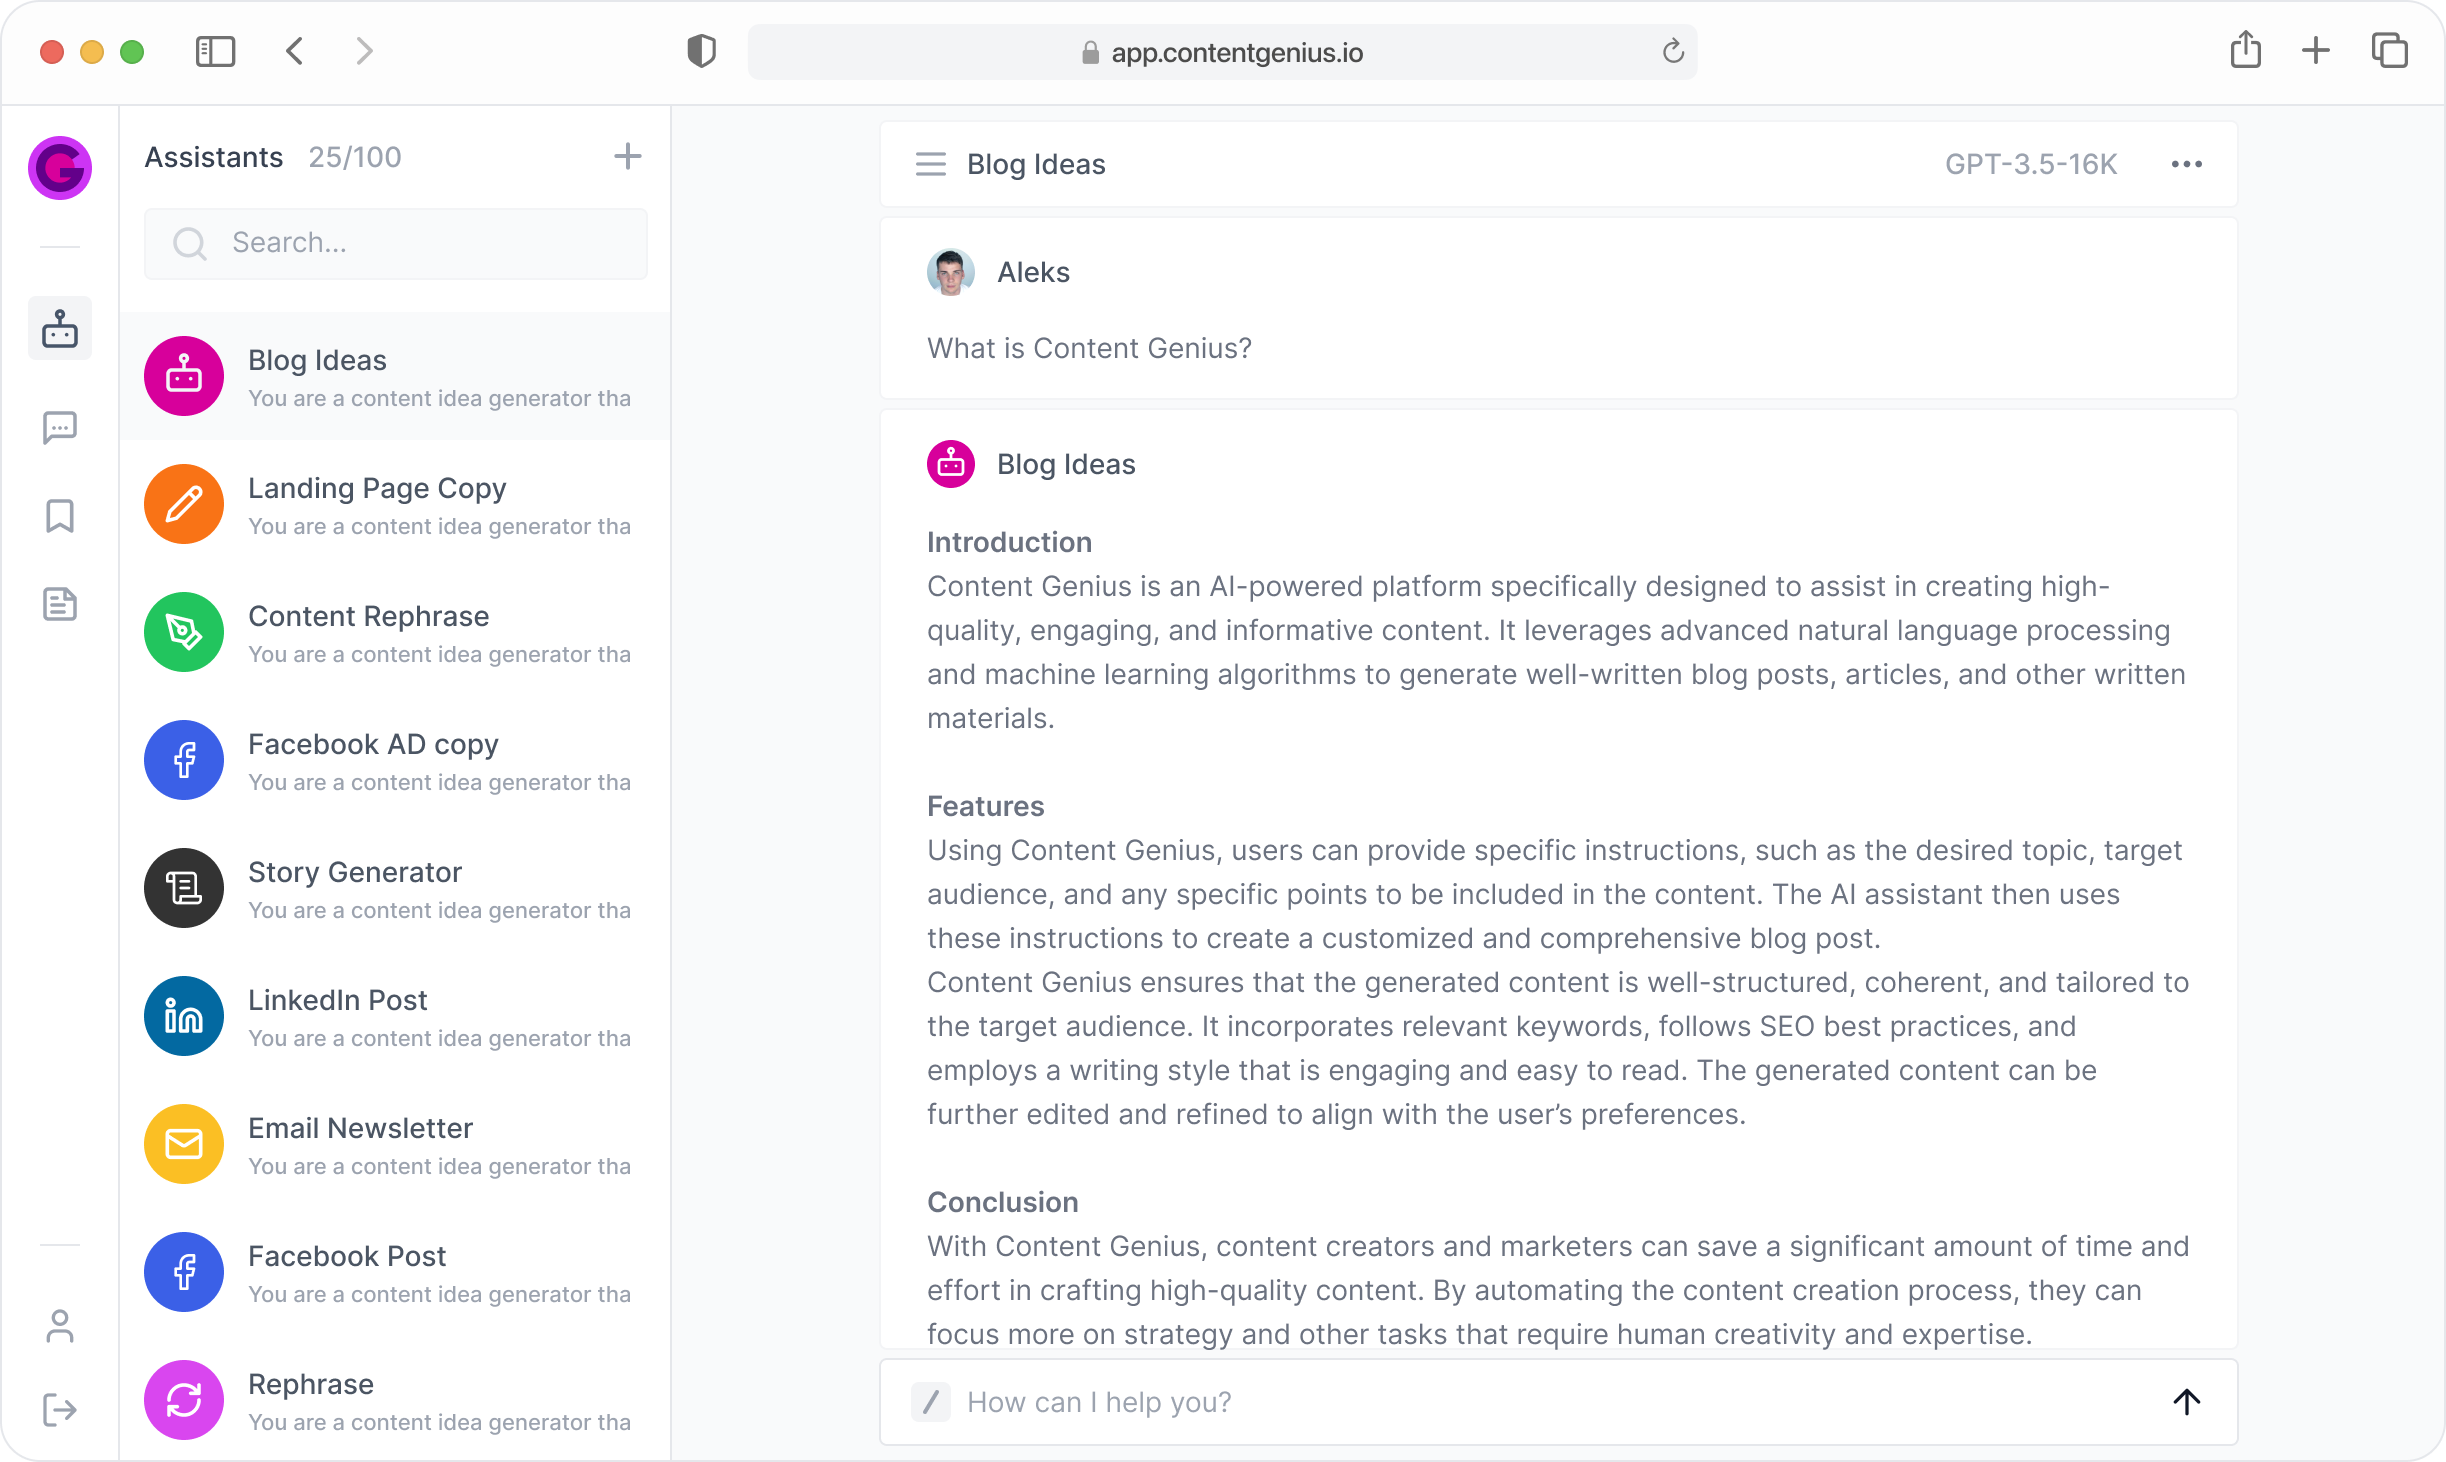 app.contentgenius.io
Assistants 25/100
Search...
Blog Ideas
You are a content idea generator tha
Landing Page Copy
You are a content idea generator tha
Content Rephrase
You are a content idea generator tha
Facebook AD copy
You are a content idea generator tha
Story Generator
You are a content idea generator tha
LinkedIn Post
You are a content idea generator tha
Email Newsletter
You are a content idea generator tha
Facebook Post
You are a content idea generator tha
Rephrase
You are a content idea generator tha
Blog Ideas
GPT-3.5-16K
Aleks
What is Content Genius?
Blog Ideas
Introduction
Content Genius is an AI-powered platform specifically designed to assist in creating high-
quality, engaging, and informative content. It leverages advanced natural language processing
and machine learning algorithms to generate well-written blog posts, articles, and other written
materials.
Features
Using Content Genius, users can provide specific instructions, such as the desired topic, target
audience, and any specific points to be included in the content. The AI assistant then uses
these instructions to create a customized and comprehensive blog post.
Content Genius ensures that the generated content is well-structured, coherent, and tailored to
the target audience. It incorporates relevant keywords, follows SEO best practices, and
employs a writing style that is engaging and easy to read. The generated content can be
further edited and refined to align with the user’s preferences.
Conclusion
With Content Genius, content creators and marketers can save a significant amount of time and
effort in crafting high-quality content. By automating the content creation process, they can
focus more on strategy and other tasks that require human creativity and expertise.
/ How can I help you?